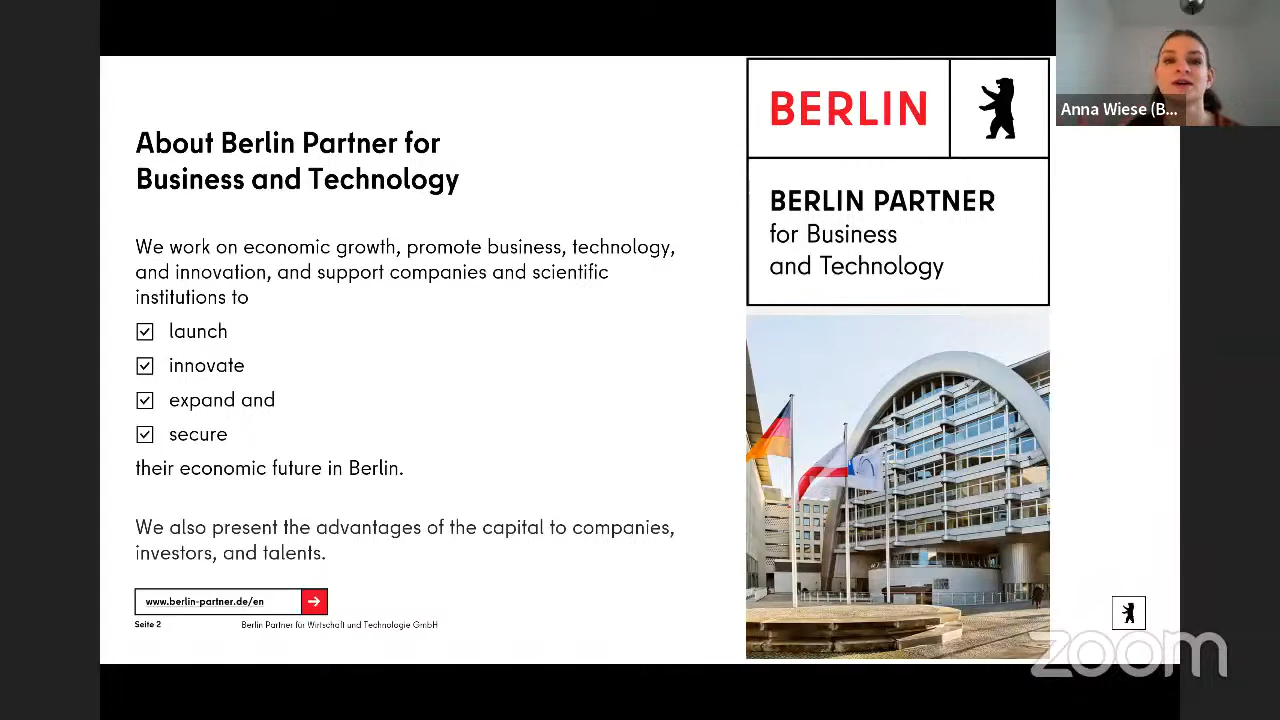 About Berlin Partner for
Business and Technology
We work on economic growth, promote business, technology,
and innovation, and support companies and scientific
institutions to
launch
innovate
expand and
secure
their economic future in Berlin.
We also present the advantages of the capital to companies,
investors, and talents.
www.berlin-partner.de/en
Seite 2
Berlin Partner für Wirtschaft und Technologie GmbH
BERLIN
BERLIN PARTNER
for Business
and Technology
Anna Wiese (B...
zoom